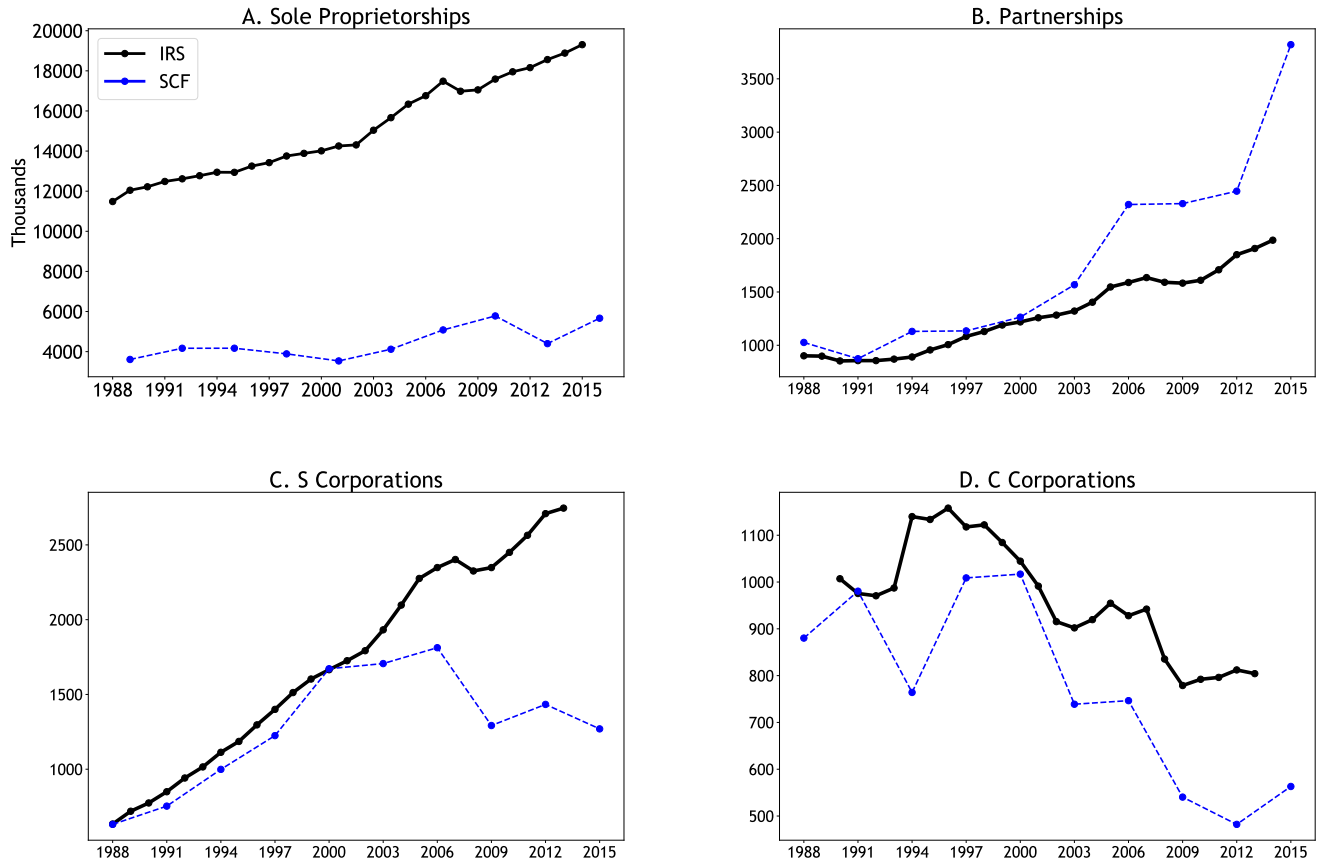 A. Sole Proprietorships
Thousands
20000
18000
16000
14000
12000
10000
8000
6000
4000
IRS
SCF
1988 1991 1994 1997 2000 2003 2006 2009 2012 2015
B. Partnerships
3500
3000
2500
2000
1500
1000
1988 1991 1994 1997 2000 2003 2006 2009 2012 2015
C. S Corporations
2500
2000
1500
1000
1988 1991 1994 1997 2000 2003 2006 2009 2012 2015
D. C Corporations
1100
1000
900
800
700
600
500
1988 1991 1994 1997 2000 2003 2006 2009 2012 2015